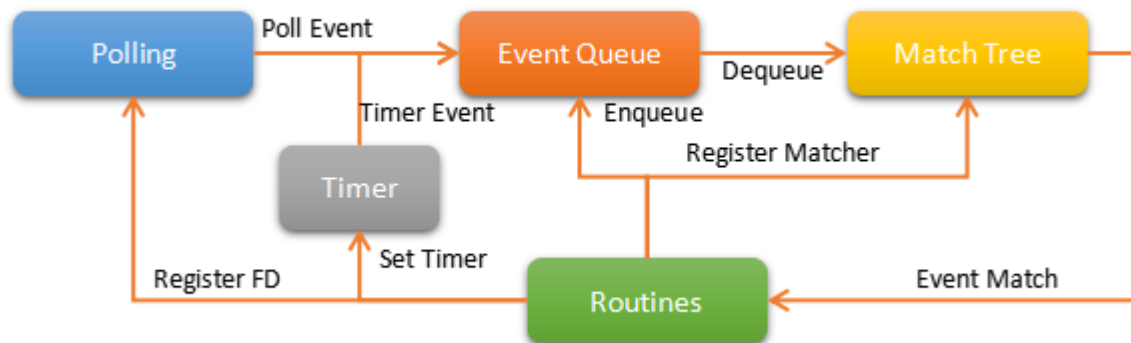 Poll Event
Polling
Event Queue
Match Tree
Dequeue
Timer Event
Enqueue
Register Matcher
Timer
Set Timer
Register FD
Event Match
Routines